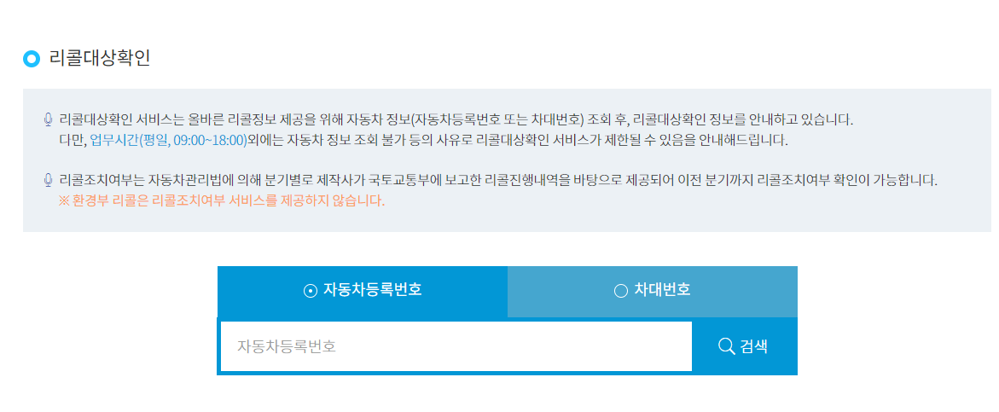 리콜대상확인
리콜대상확인 서비스는 올바른 리콜정보 제공을 위해 자동차 정보(자동차등록번호 또는 차대번호) 조회 후, 리콜대상확인 정보를 안내하고 있습니다.
다만, 업무시간(평일, 09:00~18:00)외에는 자동차 정보 조회 불가 등의 사유로 리콜대상확인 서비스가 제한될 수 있음을 안내해드립니다.
리콜조치여부는 자동차관리법에 의해 분기별로 제작사가 국토교통부에 보고한 리콜진행내역을 바탕으로 제공되어 이전 분기까지 리콜조치여부 확인이 가능합니다.
※ 환경부 리콜은 리콜조치여부 서비스를 제공하지 않습니다.
자동차등록번호 차대번호
자동차등록번호 검색